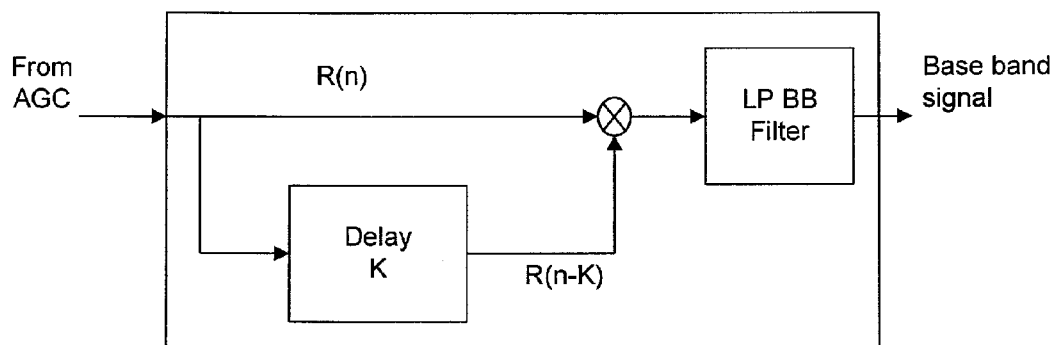 From
AGC
R(n)
LP BB
Filter
Base band
signal
Delay
K
R(n-K)